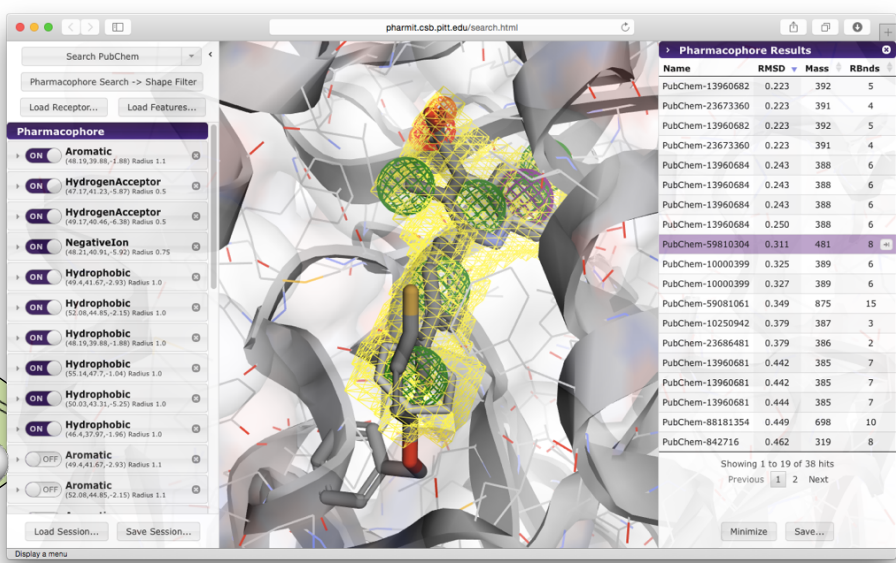 pharmit.csb.pitt.edu/search.html
Search PubChem
Pharmacophore Search -> Shape Filter
Load Receptor...
Load Features...
Pharmacophore
ON Aromatic
(48.19,39.88,-1.88) Radius 1.1
ON HydrogenAcceptor
(47.17,41.23,-5.87) Radius 0.5
ON HydrogenAcceptor
(49.17,40.46,-6.38) Radius 0.5
ON NegativeIon
(48.21,40.91,-5.92) Radius 0.75
ON Hydrophobic
(49.4,41.67,-2.93) Radius 1.0
ON Hydrophobic
(52.08,44.85,-2.15) Radius 1.0
ON Hydrophobic
(48.19,39.88,-1.88) Radius 1.0
ON Hydrophobic
(55.14,47.7,-1.04) Radius 1.0
ON Hydrophobic
(50.03,43.31,-5.25) Radius 1.0
ON Hydrophobic
(46.4,37.97,-1.96) Radius 1.0
OFF Aromatic
(49.4,41.67,-2.93) Radius 1.1
OFF Aromatic
(52.08,44.85,-2.15) Radius 1.1
Load Session...
Save Session...
Display a menu
Pharmacophore Results
Name RMSD Mass RBnds
PubChem-13960682 0.223 392 5
PubChem-23673360 0.223 391 4
PubChem-13960682 0.223 392 5
PubChem-23673360 0.223 391 4
PubChem-13960684 0.243 388 6
PubChem-13960684 0.243 388 6
PubChem-13960684 0.243 388 6
PubChem-13960684 0.250 388 6
PubChem-59810304 0.311 481 8
PubChem-10000399 0.325 389 6
PubChem-10000399 0.327 389 6
PubChem-59081061 0.349 875 15
PubChem-10250942 0.379 387 3
PubChem-23686481 0.379 386 2
PubChem-13960681 0.442 385 7
PubChem-13960681 0.442 385 7
PubChem-13960681 0.444 385 7
PubChem-88181354 0.449 698 10
PubChem-842716 0.462 319 8
Showing 1 to 19 of 38 hits
Previous 1 2 Next
Minimize
Save...